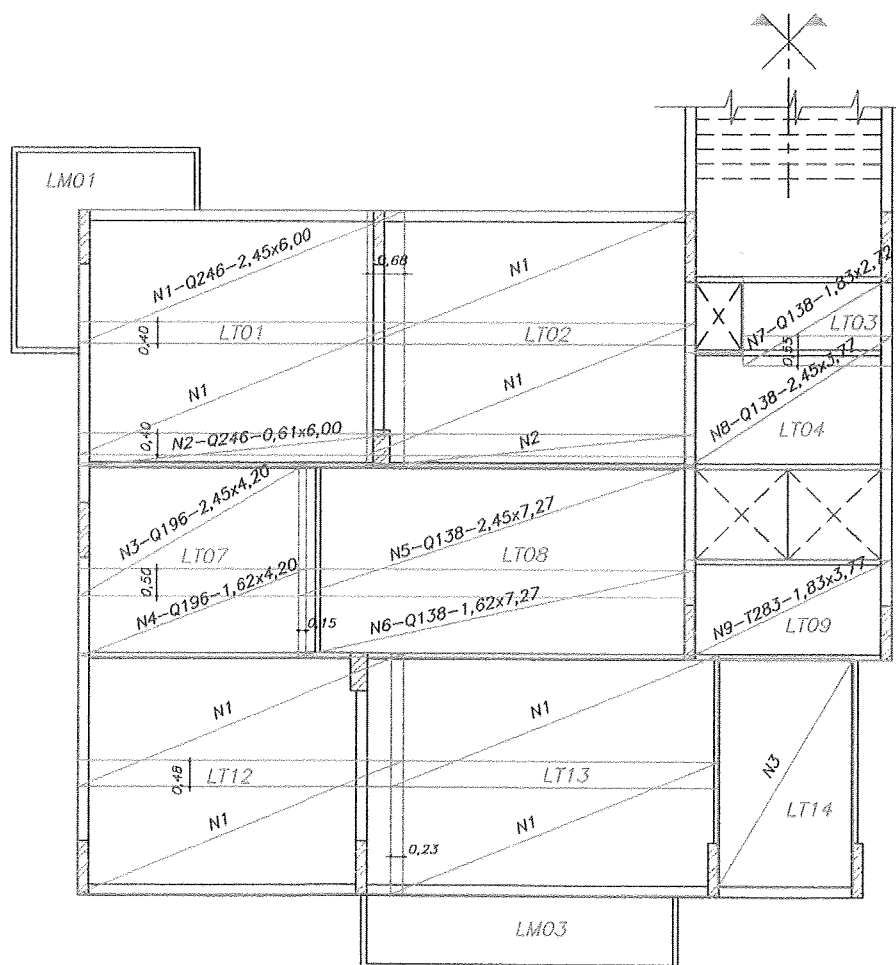 LM01
N1-Q246-2,45x6,00
0,68
N1
N7-Q138-1,83x2,72
LT03
LT01
LT02
0,40
0,55
N1
N1
N8-Q138-2,45x3,77
LT04
0,40
N2-Q246-0,61x6,00
N2
N3-Q196-2,45x4,20
N5-Q138-2,45x7,27
LT07
LT08
0,50
N4-Q196-1,62x4,20
N6-Q138-1,62x7,27
0,15
N9-T283-1,83x3,77
LT09
N1
N1
N3
LT12
LT13
0,48
LT14
N1
N1
0,23
LM03